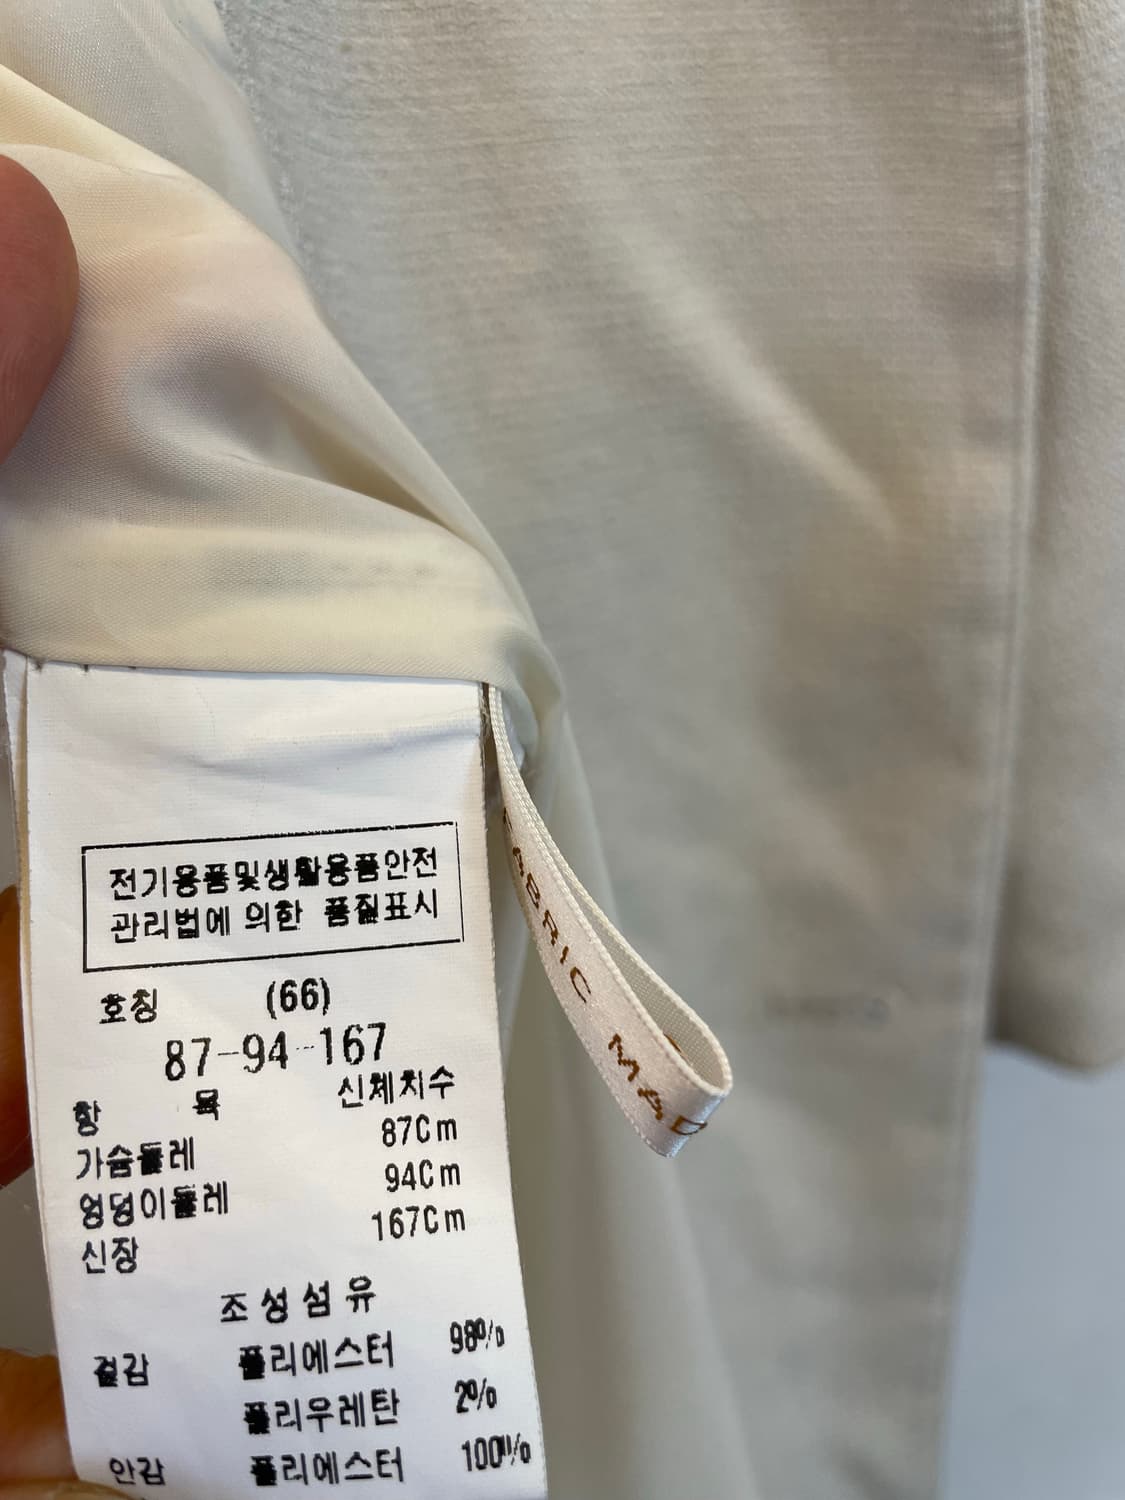 전기용품및생활용품안전
관리법에 의한 품질표시
호칭 (66)
87-94-167
항 목 신체치수
가슴둘레 87Cm
엉덩이둘레 94Cm
신장 167Cm
조성섬유
겉감 폴리에스터 98%
폴리우레탄 2%
안감 폴리에스터 100%
FABRIC MAD